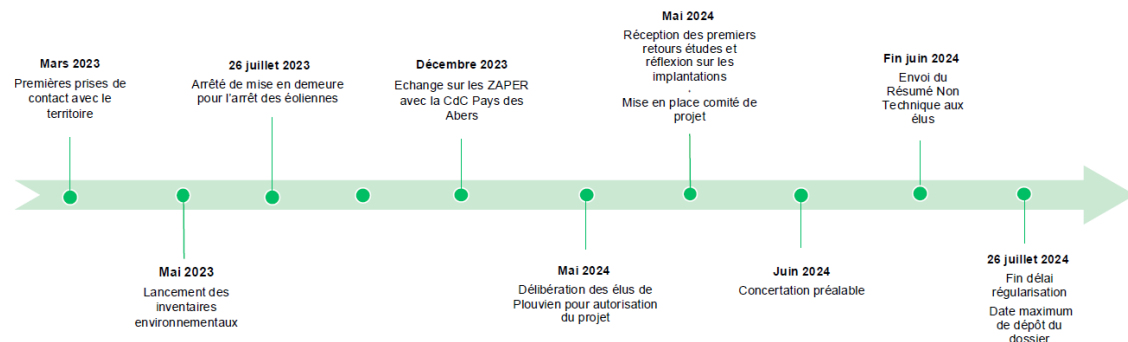 Mars 2023
Premières prises de
contact avec le
territoire
Mai 2023
Lancement des
inventaires
environnementaux
26 juillet 2023
Arrêté de mise en demeure
pour l'arrêt des éoliennes
Décembre 2023
Echange sur les ZAPER
avec la CdC Pays des
Abers
Mai 2024
Délibération des élus de
Plouvien pour autorisation
du projet
Mai 2024
Réception des premiers
retours études et
réflexion sur les
implantations
.
Mise en place comité de
projet
Juin 2024
Concertation préalable
Fin juin 2024
Envoi du
Résumé Non
Technique aux
élus
26 juillet 2024
Fin délai
régularisation
Date maximum
de dépôt du
dossier